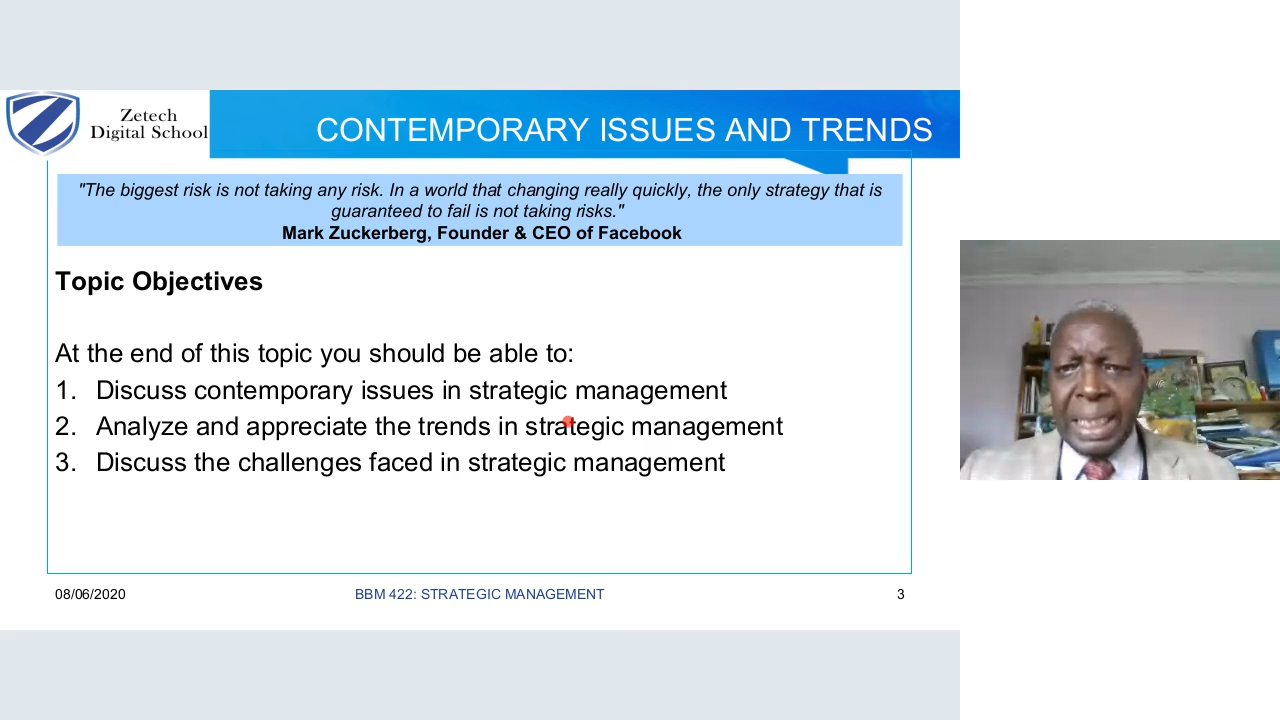 Zetech
Digital School
CONTEMPORARY ISSUES AND TRENDS
"The biggest risk is not taking any risk. In a world that changing really quickly, the only strategy that is
guaranteed to fail is not taking risks."
Mark Zuckerberg, Founder & CEO of Facebook
Topic Objectives
At the end of this topic you should be able to:
1. Discuss contemporary issues in strategic management
2. Analyze and appreciate the trends in strategic management
3. Discuss the challenges faced in strategic management
08/06/2020
BBM 422: STRATEGIC MANAGEMENT
3